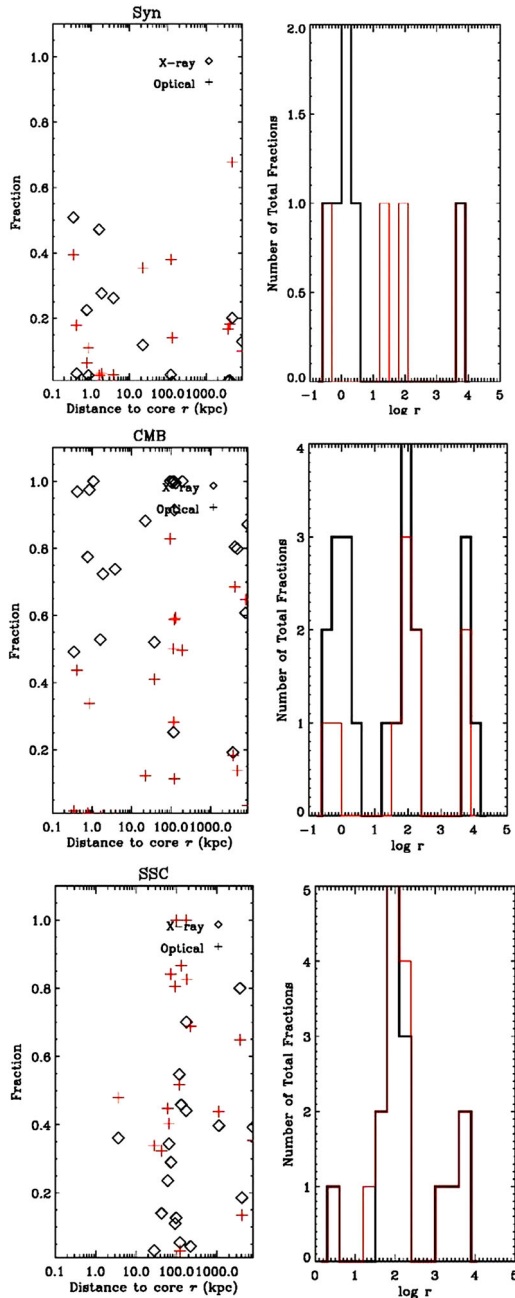 Syn
X-ray
Optical
1.0
0.8
0.6
0.4
0.2
Fraction
0.1 1.0 10.0 100.01000.0
Distance to core r (kpc)
2.0
1.5
1.0
0.5
0.0
Number of Total Fractions
-1 0 1 2 3 4 5
log r
CMB
X-ray
Optical
1.0
0.8
0.6
0.4
0.2
Fraction
0.1 1.0 10.0 100.01000.0
Distance to core r (kpc)
4
3
2
1
0
Number of Total Fractions
-1 0 1 2 3 4 5
log r
SSC
X-ray
Optical
1.0
0.8
0.6
0.4
0.2
Fraction
0.1 1.0 10.0 100.01000.0
Distance to core r (kpc)
5
4
3
2
1
0
Number of Total Fractions
0 1 2 3 4 5
log r